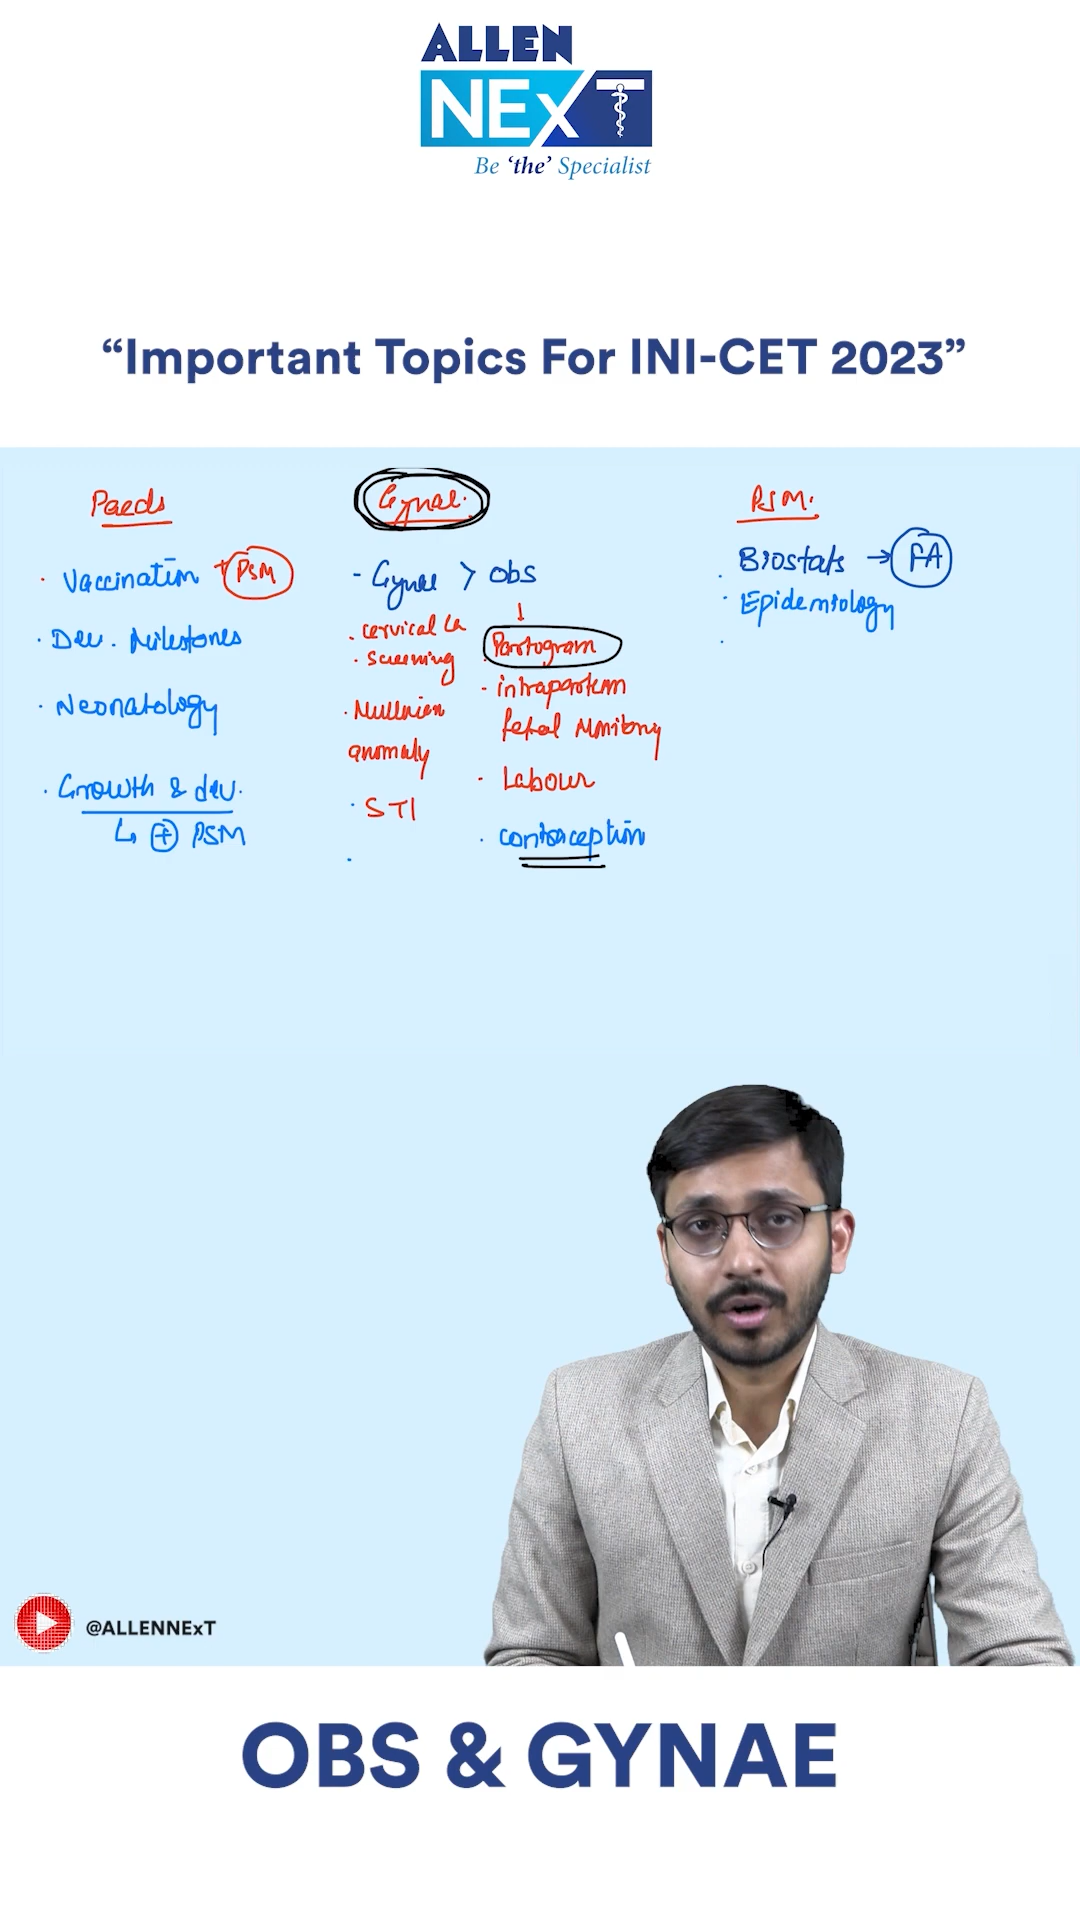 ALLEN
NExT
Be ‘the’ Specialist
“Important Topics For INI-CET 2023”
Paeds
· Vaccination + PSM
· Dev. Milestones
· Neonatology
· Growth & dev.
↳ ⊕ PSM
Gynae.
- Gynae > obs
↓
· cervical Ca
· screening
· Mullerian
anomaly
· STI
·
· Partogram
· intrapartum
fetal Monitoring
· Labour
· contraception
PSM.
· Biostats → FA
· Epidemiology
·
@ALLENNExT
OBS & GYNAE